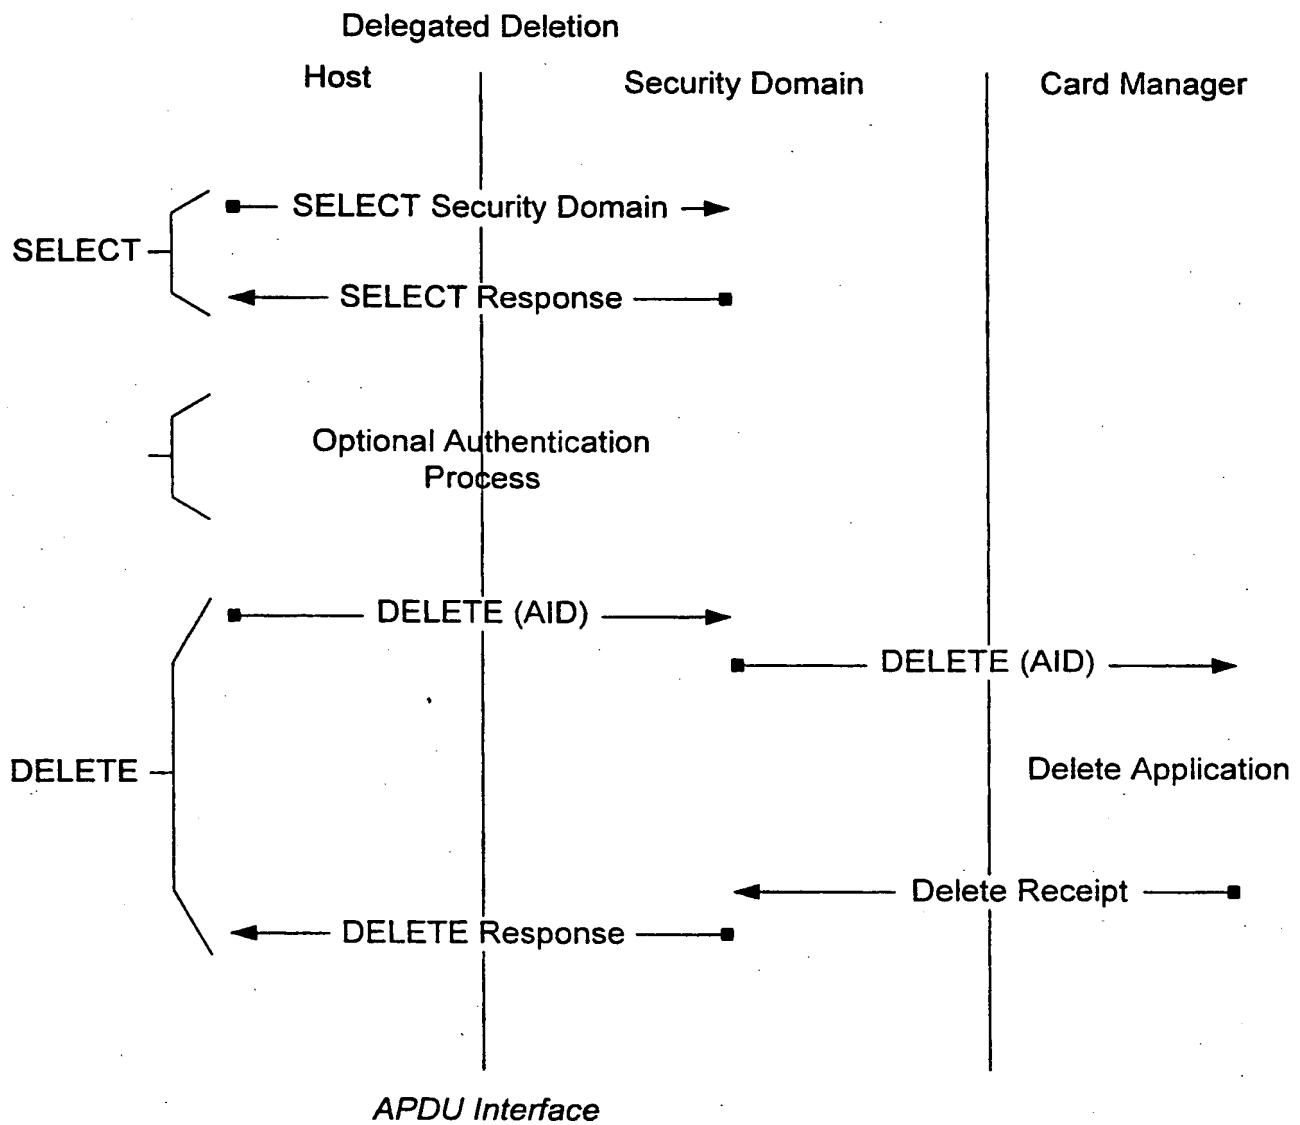 Delegated Deletion
Host
Security Domain
Card Manager
SELECT Security Domain
SELECT
SELECT Response
Optional Authentication
Process
DELETE (AID)
DELETE (AID)
DELETE
Delete Application
Delete Receipt
DELETE Response
APDU Interface